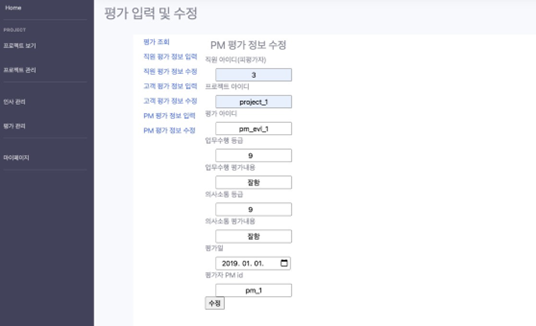 Home
PROJECT
프로젝트 보기
프로젝트 관리
인사 관리
평가 관리
마이페이지
평가 입력 및 수정
평가 조회
직원 평가 정보 입력
직원 평가 정보 수정
고객 평가 정보 입력
고객 평가 정보 수정
PM 평가 정보 입력
PM 평가 정보 수정
PM 평가 정보 수정
직원 아이디(피평가자)
3
프로젝트 아이디
project_1
평가 아이디
pm_evl_1
업무수행 등급
9
업무수행 평가내용
잘함
의사소통 등급
9
의사소통 평가내용
잘함
평가일
2019. 01. 01.
평가자 PM id
pm_1
수정